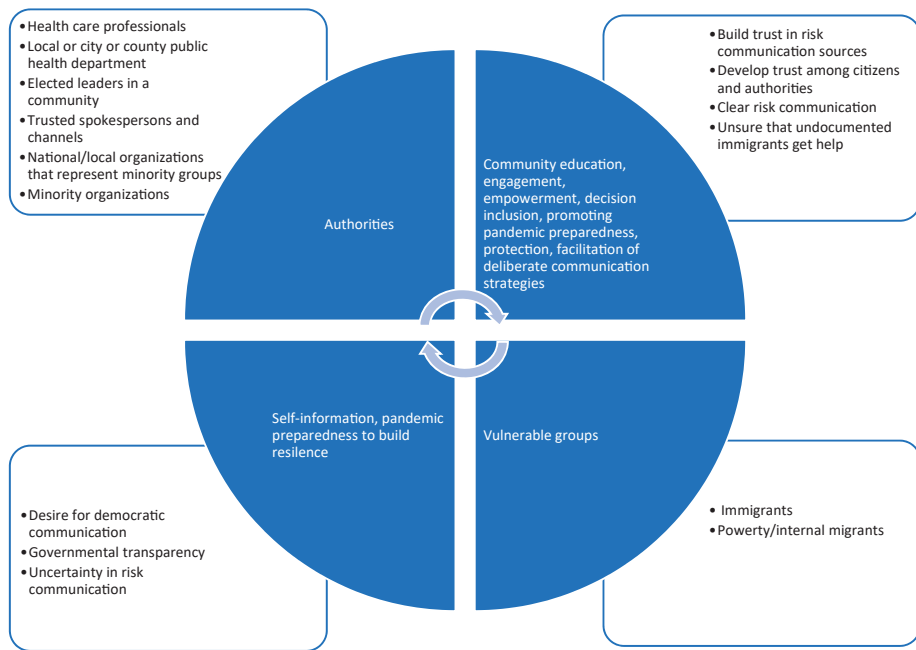 •Health care professionals
•Local or city or county public
health department
•Elected leaders in a
community
•Trusted spokespersons and
channels
•National/local organizations
that represent minority groups
•Minority organizations
•Build trust in risk
communication sources
•Develop trust among citizens
and authorities
•Clear risk communication
•Unsure that undocumented
immigrants get help
Authorities
Community education,
engagement,
empowerment, decision
inclusion, promoting
pandemic preparedness,
protection, facilitation of
deliberate communication
strategies
Self-information, pandemic
preparedness to build
resilence
Vulnerable groups
•Desire for democratic
communication
•Governmental transparency
•Uncertainty in risk
communication
• Immigrants
•Powerty/internal migrants